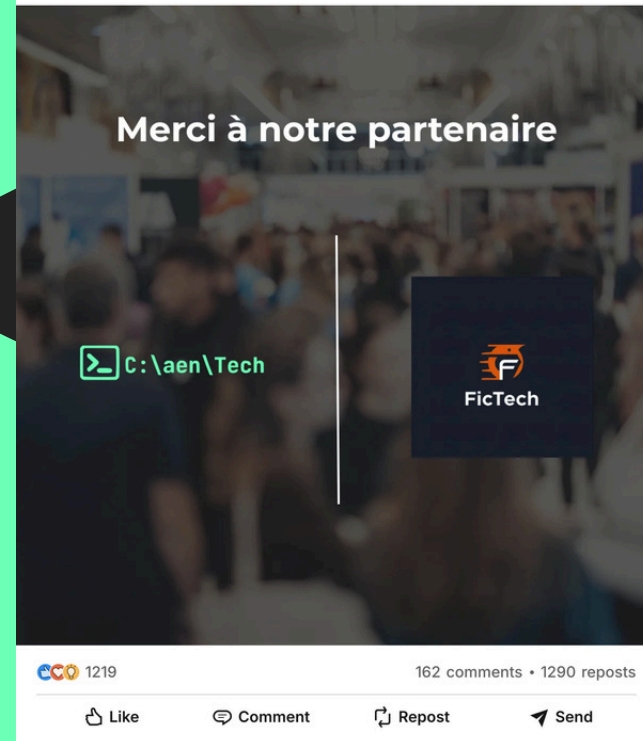 Merci à notre partenaire
C:\aen\Tech
F
FicTech
1219
162 comments • 1290 reposts
Like
Comment
Repost
Send